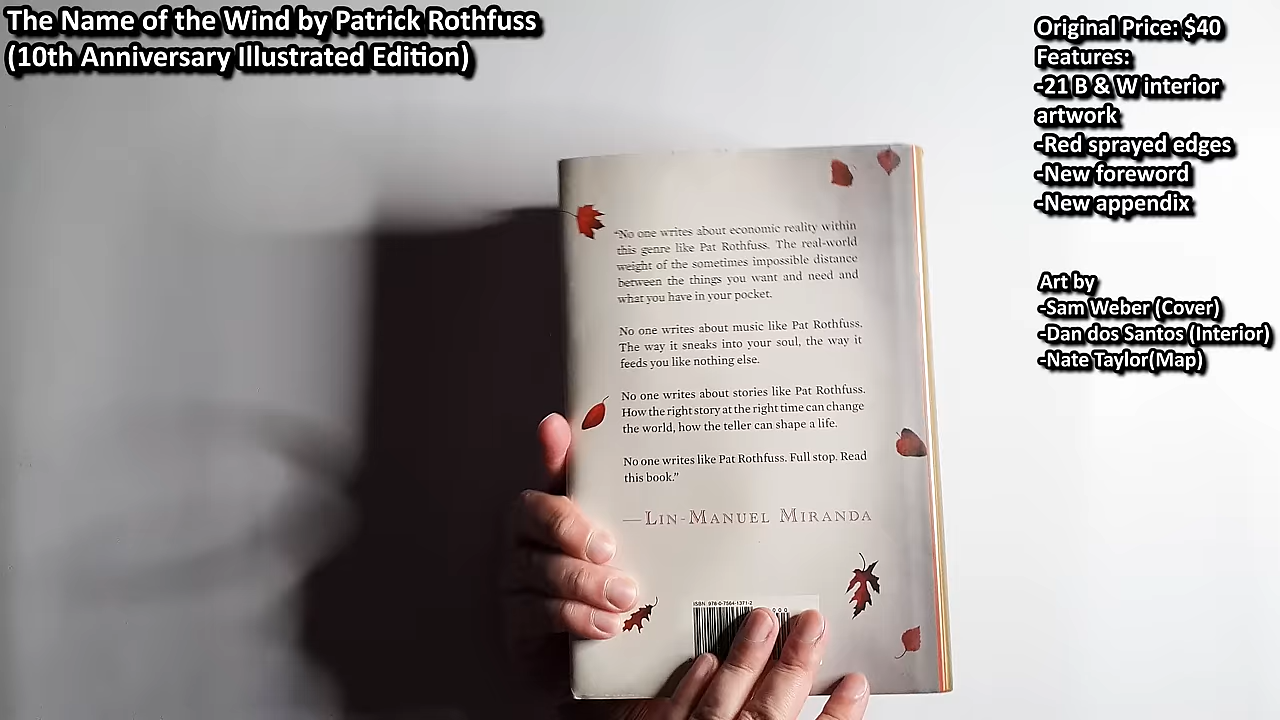 The Name of the Wind by Patrick Rothfuss
(10th Anniversary Illustrated Edition)
Original Price: $40
Features:
-21 B & W interior
artwork
-Red sprayed edges
-New foreword
-New appendix
Art by
-Sam Weber (Cover)
-Dan dos Santos (Interior)
-Nate Taylor(Map)
"No one writes about economic reality within
this genre like Pat Rothfuss. The real-world
weight of the sometimes impossible distance
between the things you want and need and
what you have in your pocket.
No one writes about music like Pat Rothfuss.
The way it sneaks into your soul, the way it
feeds you like nothing else.
No one writes about stories like Pat Rothfuss.
How the right story at the right time can change
the world, how the teller can shape a life.
No one writes like Pat Rothfuss. Full stop. Read
this book."
—Lin-Manuel Miranda
ISBN 978-0-7564-1371-2